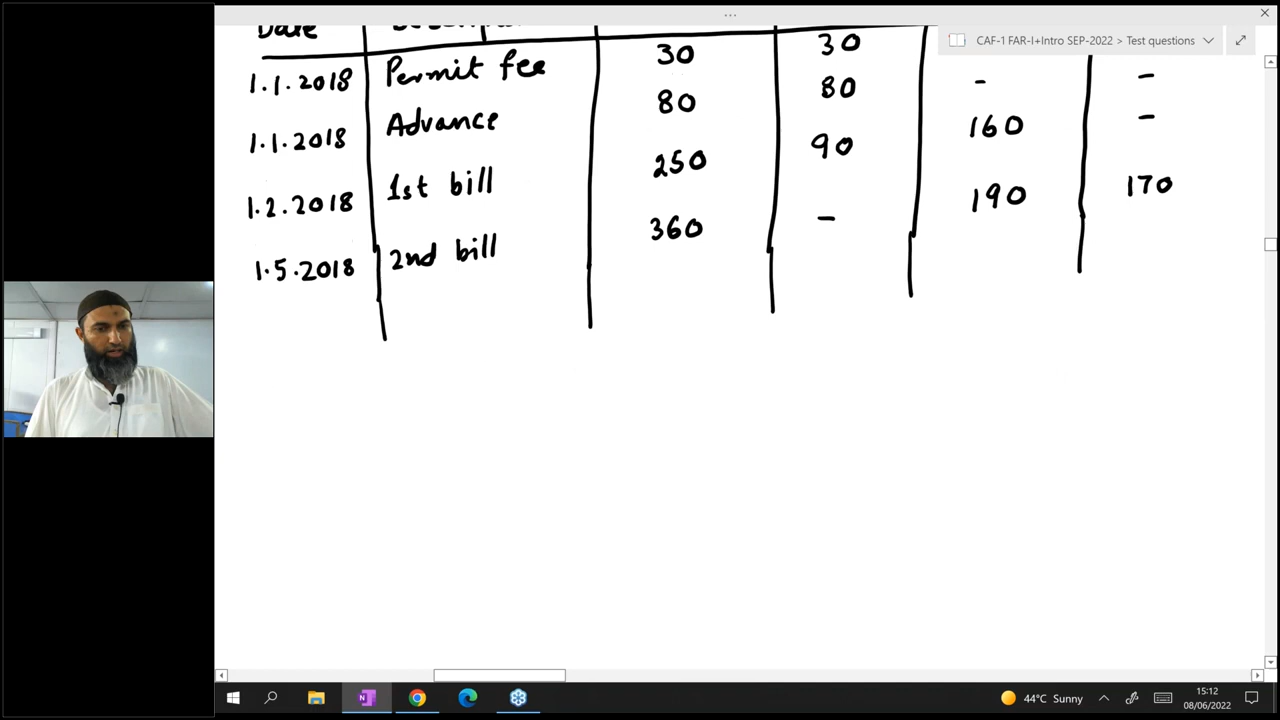 Date
CAF-1 FAR-I+Intro SEP-2022 > Test questions
1.1.2018 Permit fee 30 30 - -
1.1.2018 Advance 80 80 160 -
1.2.2018 1st bill 250 90 190 170
1.5.2018 2nd bill 360 -
44°C Sunny
15:12
08/06/2022